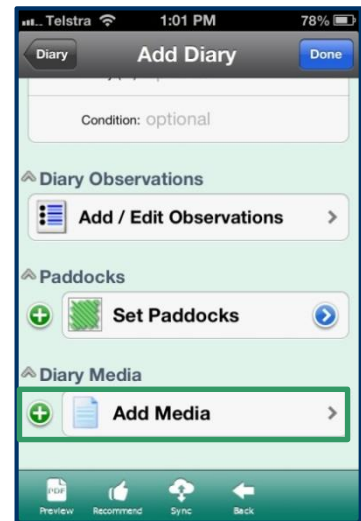 Telstra 1:01 PM 78%
Diary Add Diary Done
Condition: optional
Diary Observations
Add / Edit Observations
Paddocks
Set Paddocks
Diary Media
Add Media
PDF
Preview Recommend Sync Back